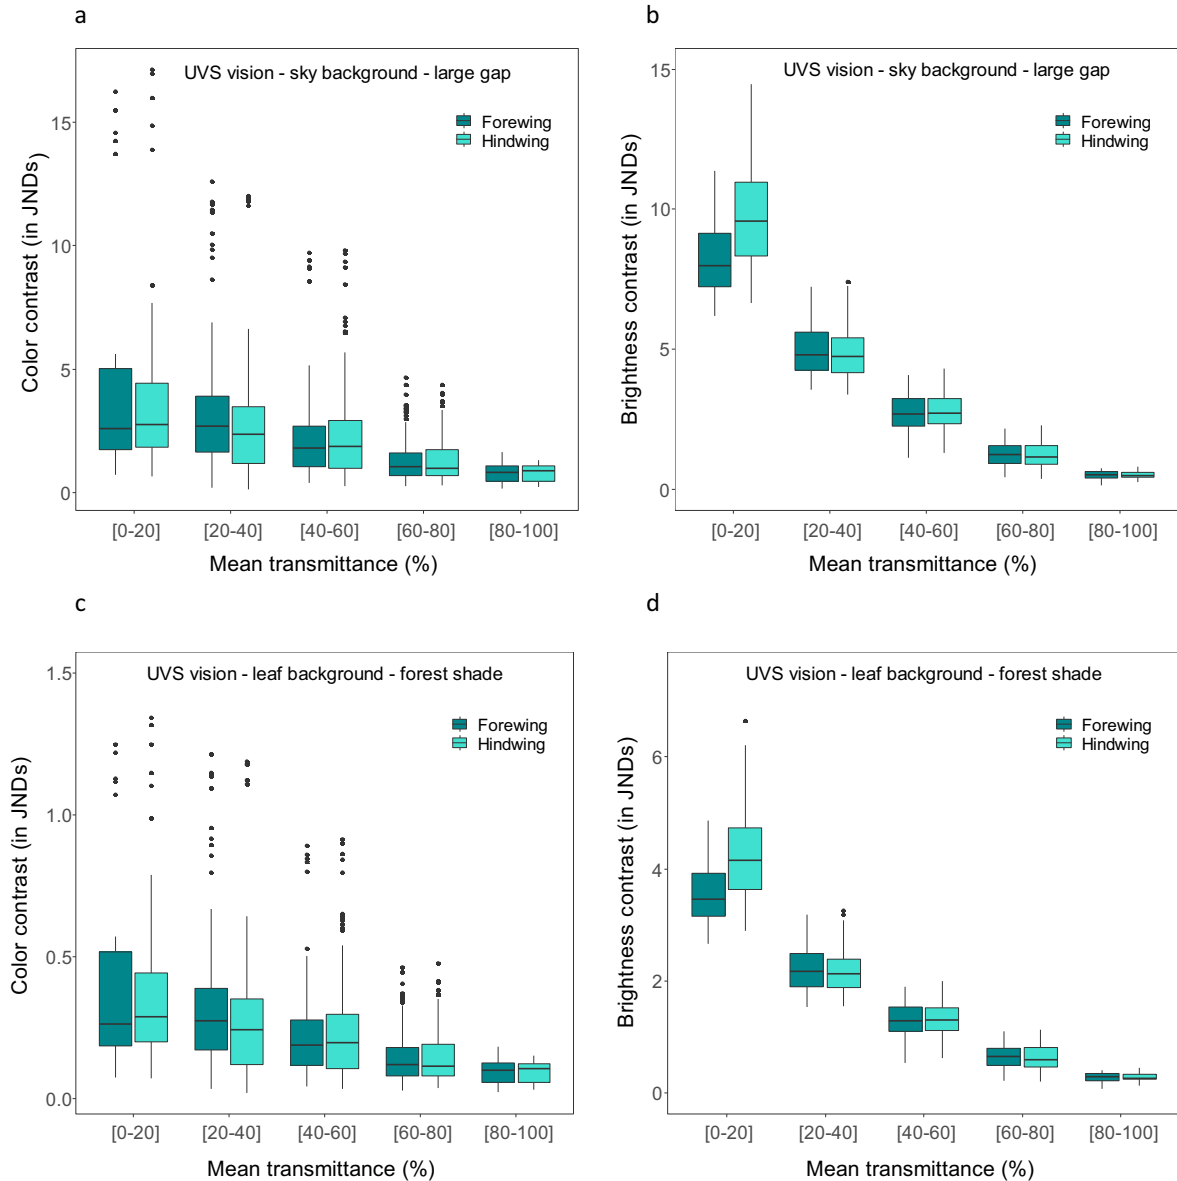 a
UVS vision - sky background - large gap
Forewing
Hindwing
Color contrast (in JNDs)
15
10
5
0
[0-20]
[20-40]
[40-60]
[60-80]
[80-100]
Mean transmittance (%)
b
UVS vision - sky background - large gap
Forewing
Hindwing
Brightness contrast (in JNDs)
15
10
5
0
[0-20]
[20-40]
[40-60]
[60-80]
[80-100]
Mean transmittance (%)
c
UVS vision - leaf background - forest shade
Forewing
Hindwing
Color contrast (in JNDs)
1.5
1.0
0.5
0.0
[0-20]
[20-40]
[40-60]
[60-80]
[80-100]
Mean transmittance (%)
d
UVS vision - leaf background - forest shade
Forewing
Hindwing
Brightness contrast (in JNDs)
6
4
2
0
[0-20]
[20-40]
[40-60]
[60-80]
[80-100]
Mean transmittance (%)